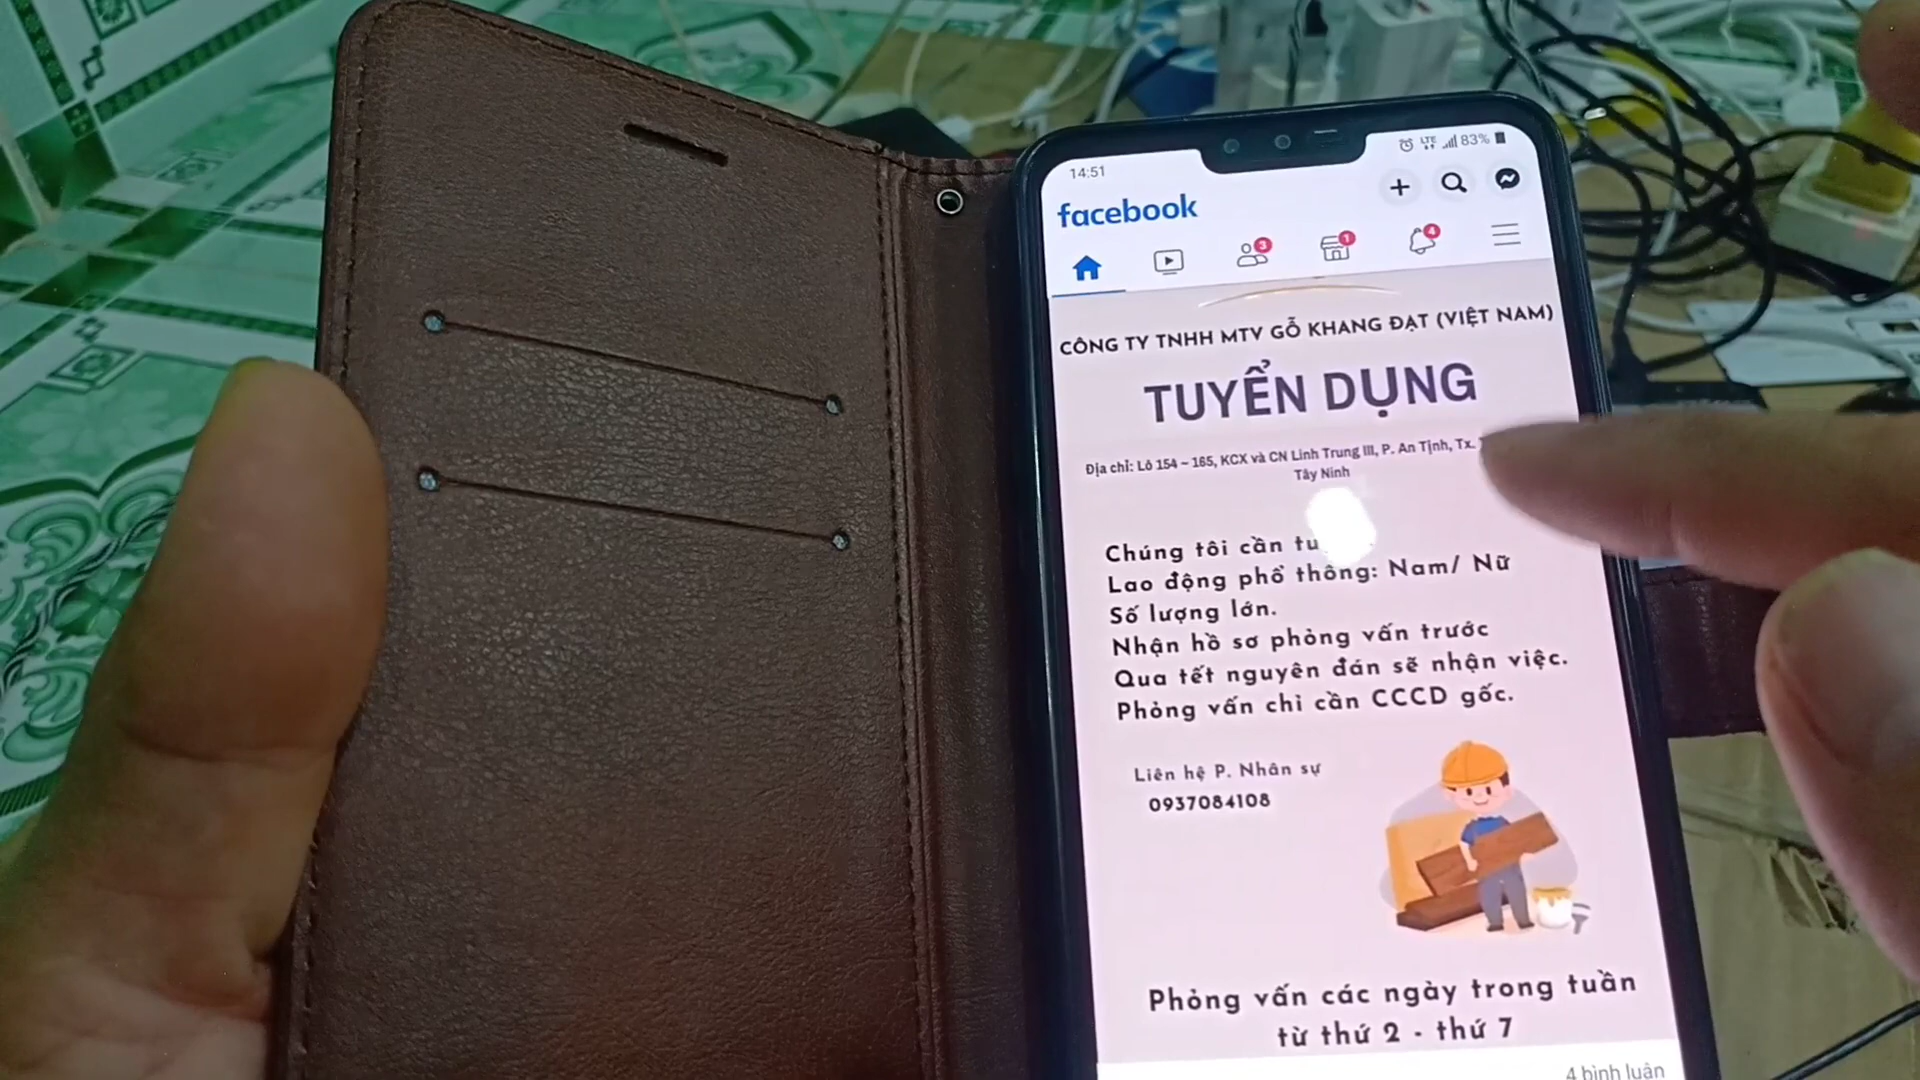 14:51
LTE
83%
facebook
3
1
4
CÔNG TY TNHH MTV GỖ KHANG ĐẠT (VIỆT NAM)
TUYỂN DỤNG
Địa chỉ: Lô 154 – 165, KCX và CN Linh Trung III, P. An Tịnh, Tx.
Tây Ninh
Chúng tôi cần
Lao động phổ thông: Nam/ Nữ
Số lượng lớn.
Nhận hồ sơ phỏng vấn trước
Qua tết nguyên đán sẽ nhận việc.
Phỏng vấn chỉ cần CCCD gốc.
Liên hệ P. Nhân sự
0937084108
Phỏng vấn các ngày trong tuần
từ thứ 2 - thứ 7
4 bình luận